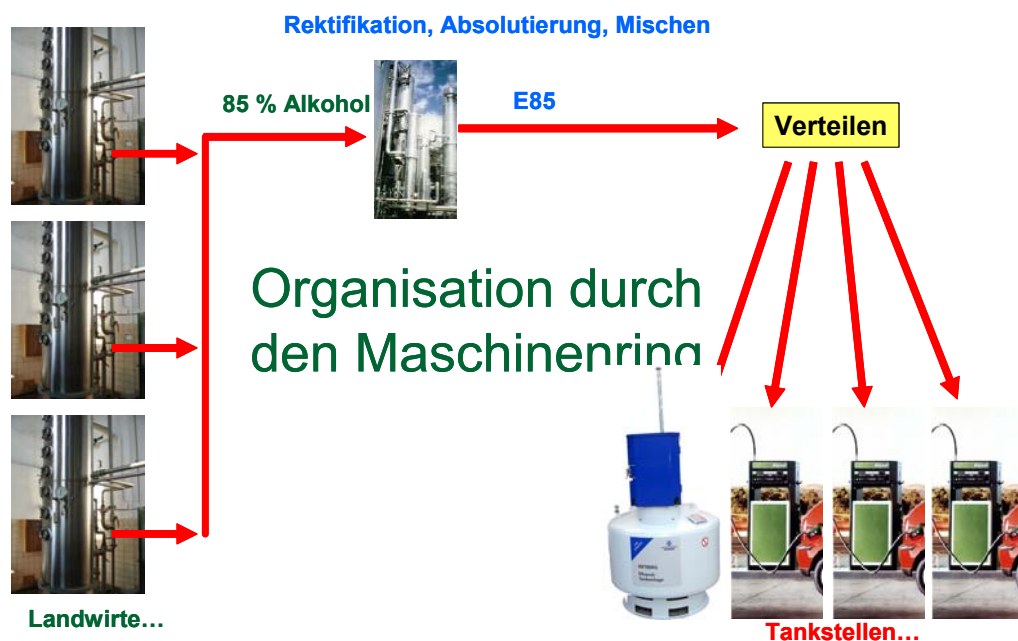 Rektifikation, Absolutierung, Mischen
85 % Alkohol
E85
Verteilen
Organisation durch
den Maschinenring
Landwirte…
Tankstellen…